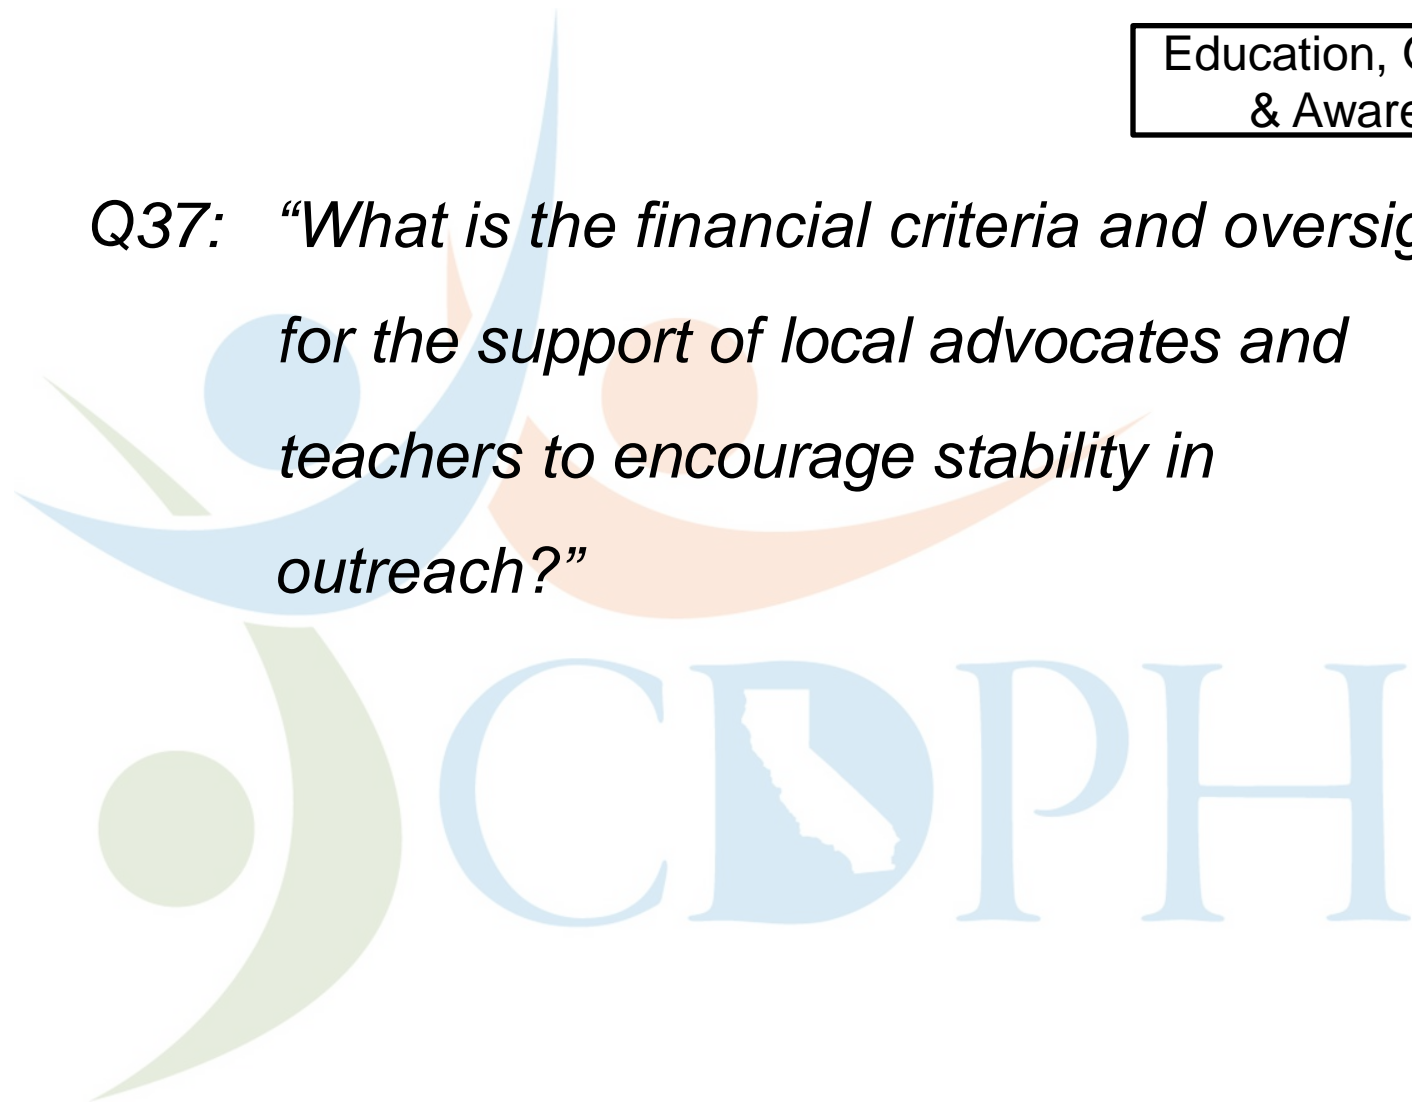 Education,
& Aware
Q37: “What is the financial criteria and oversig
for the support of local advocates and
teachers to encourage stability in
outreach?”
CDPH